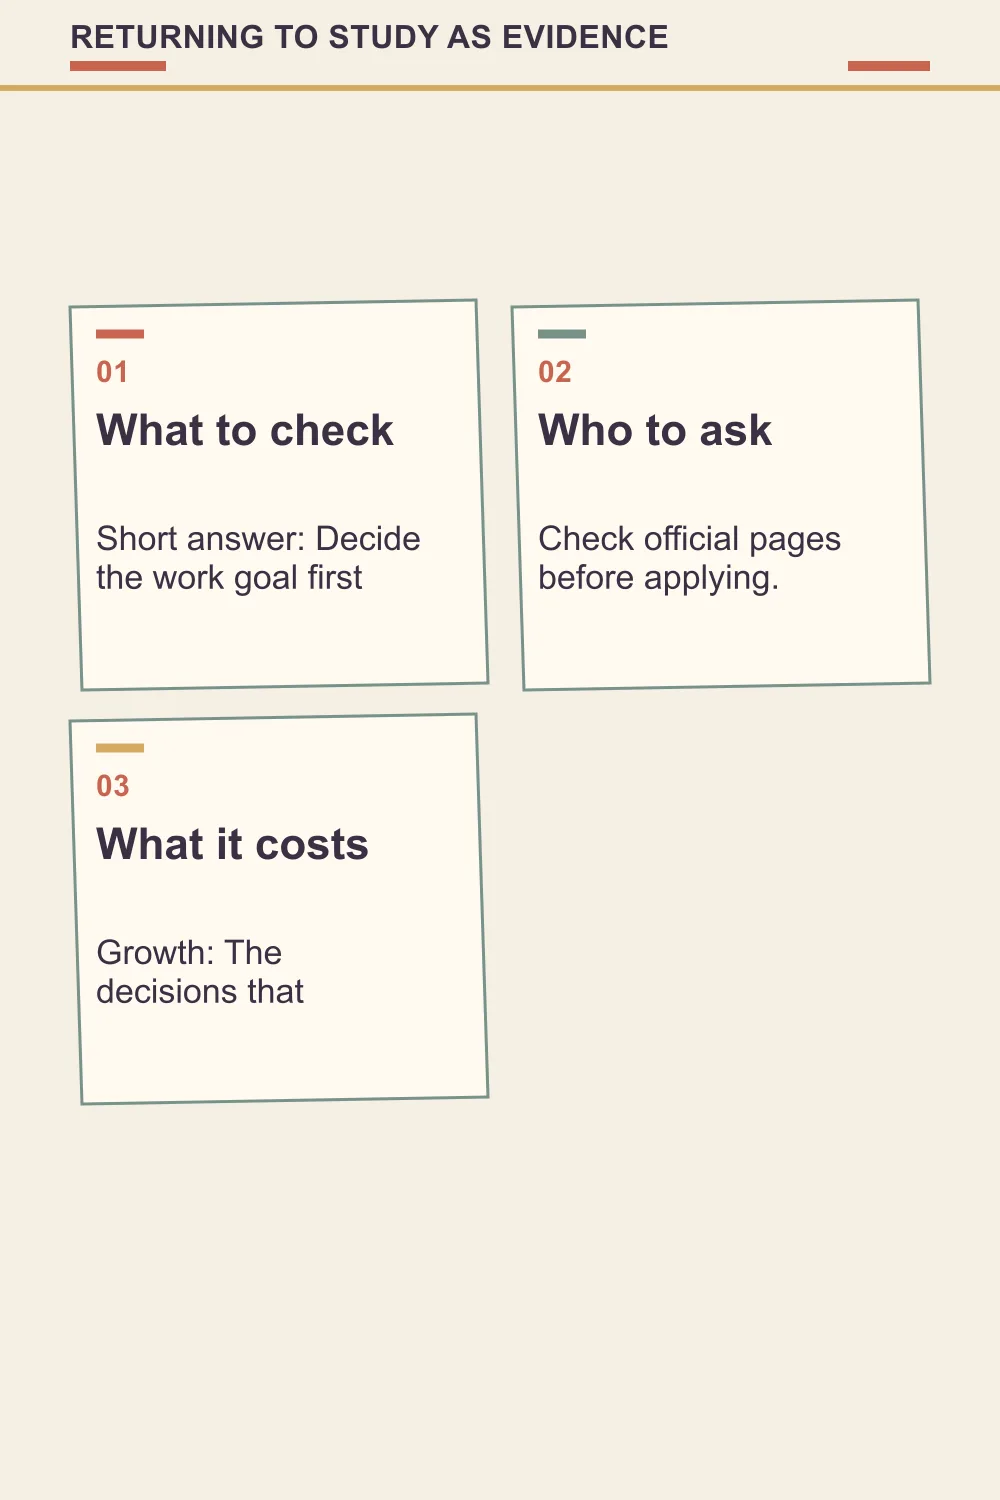 RETURNING TO STUDY AS EVIDENCE
01
What to check
Short answer: Decide
the work goal first
02
Who to ask
Check official pages
before applying.
03
What it costs
Growth: The
decisions that